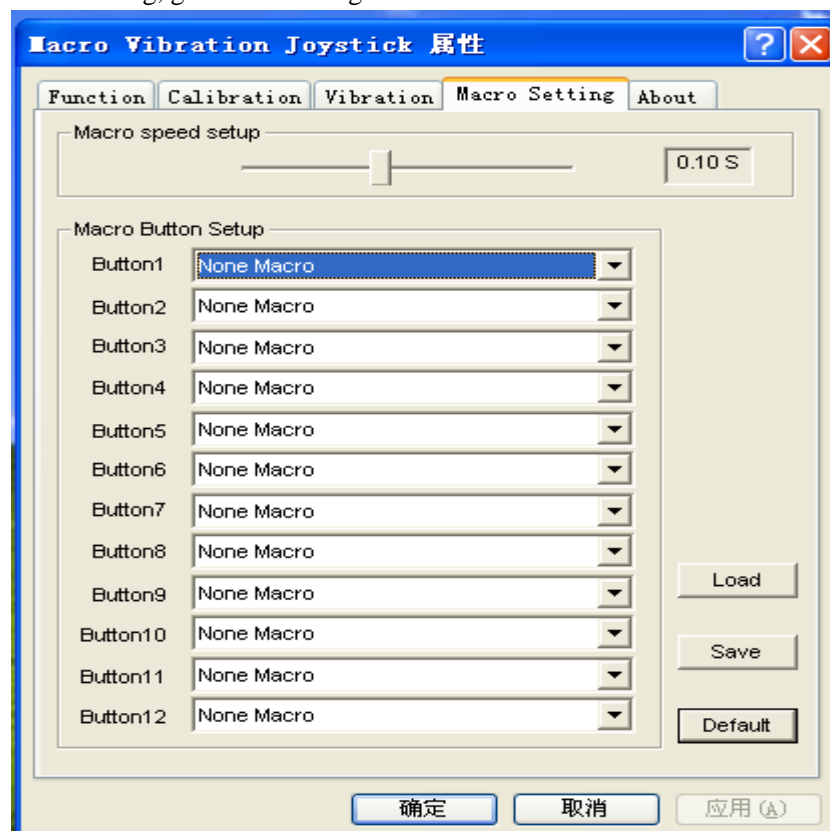 Macro Vibration Joystick 属性
Function Calibration Vibration Macro Setting About
Macro speed setup
0.10 S
Macro Button Setup
Button1 None Macro
Button2 None Macro
Button3 None Macro
Button4 None Macro
Button5 None Macro
Button6 None Macro
Button7 None Macro
Button8 None Macro
Button9 None Macro
Button10 None Macro
Button11 None Macro
Button12 None Macro
Load
Save
Default
确定 取消 应用(A)